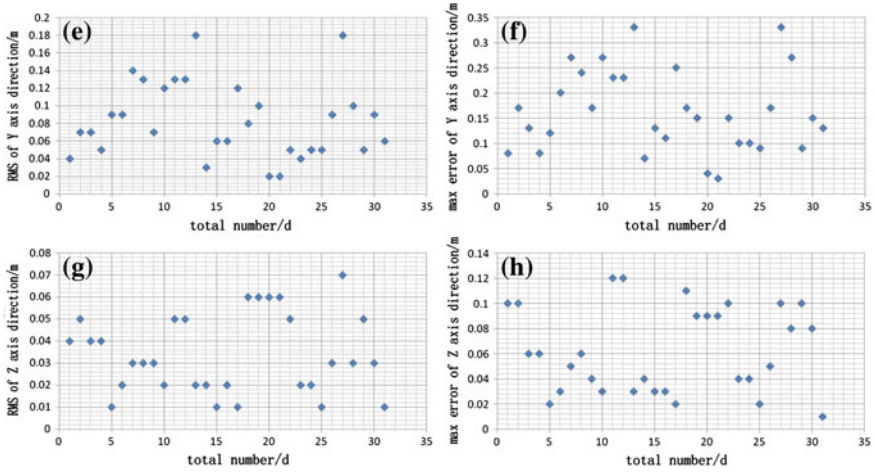 (e)
RMS of Y axis direction/m
0.2
0.18
0.16
0.14
0.12
0.1
0.08
0.06
0.04
0.02
0
0 5 10 15 20 25 30 35
total number/d
(f)
max error of Y axis direction/m
0.35
0.3
0.25
0.2
0.15
0.1
0.05
0
0 5 10 15 20 25 30 35
total number/d
(g)
RMS of Z axis direction/m
0.08
0.07
0.06
0.05
0.04
0.03
0.02
0.01
0
0 5 10 15 20 25 30 35
total number/d
(h)
max error of Z axis direction/m
0.14
0.12
0.1
0.08
0.06
0.04
0.02
0
0 5 10 15 20 25 30 35
total number/d